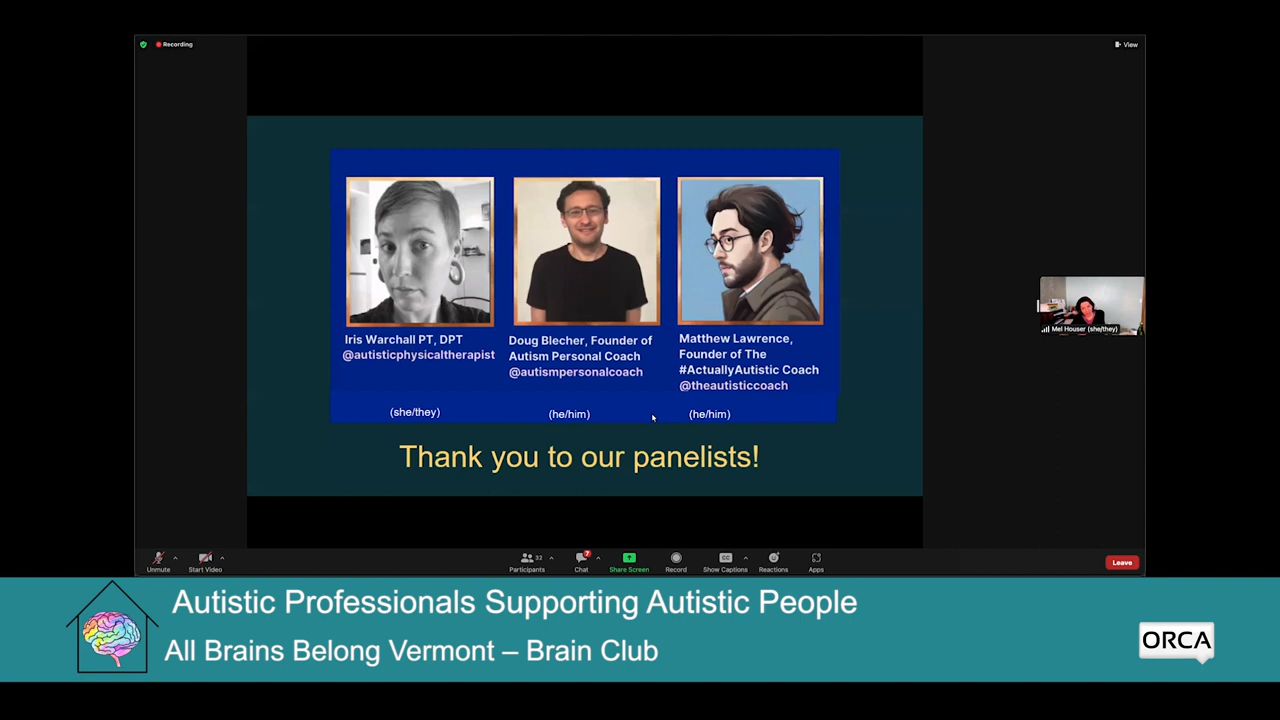 Recording
View
Iris Warchall PT, DPT
@autisticphysicaltherapist
(she/they)
Doug Blecher, Founder of
Autism Personal Coach
@autismpersonalcoach
(he/him)
Matthew Lawrence,
Founder of The
#ActuallyAutistic Coach
@theautisticcoach
(he/him)
Thank you to our panelists!
Mel Houser (she/they)
Unmute
Start Video
32
Participants
7
Chat
Share Screen
Record
CC
Show Captions
Reactions
Apps
Leave
Autistic Professionals Supporting Autistic People
All Brains Belong Vermont – Brain Club
ORCA